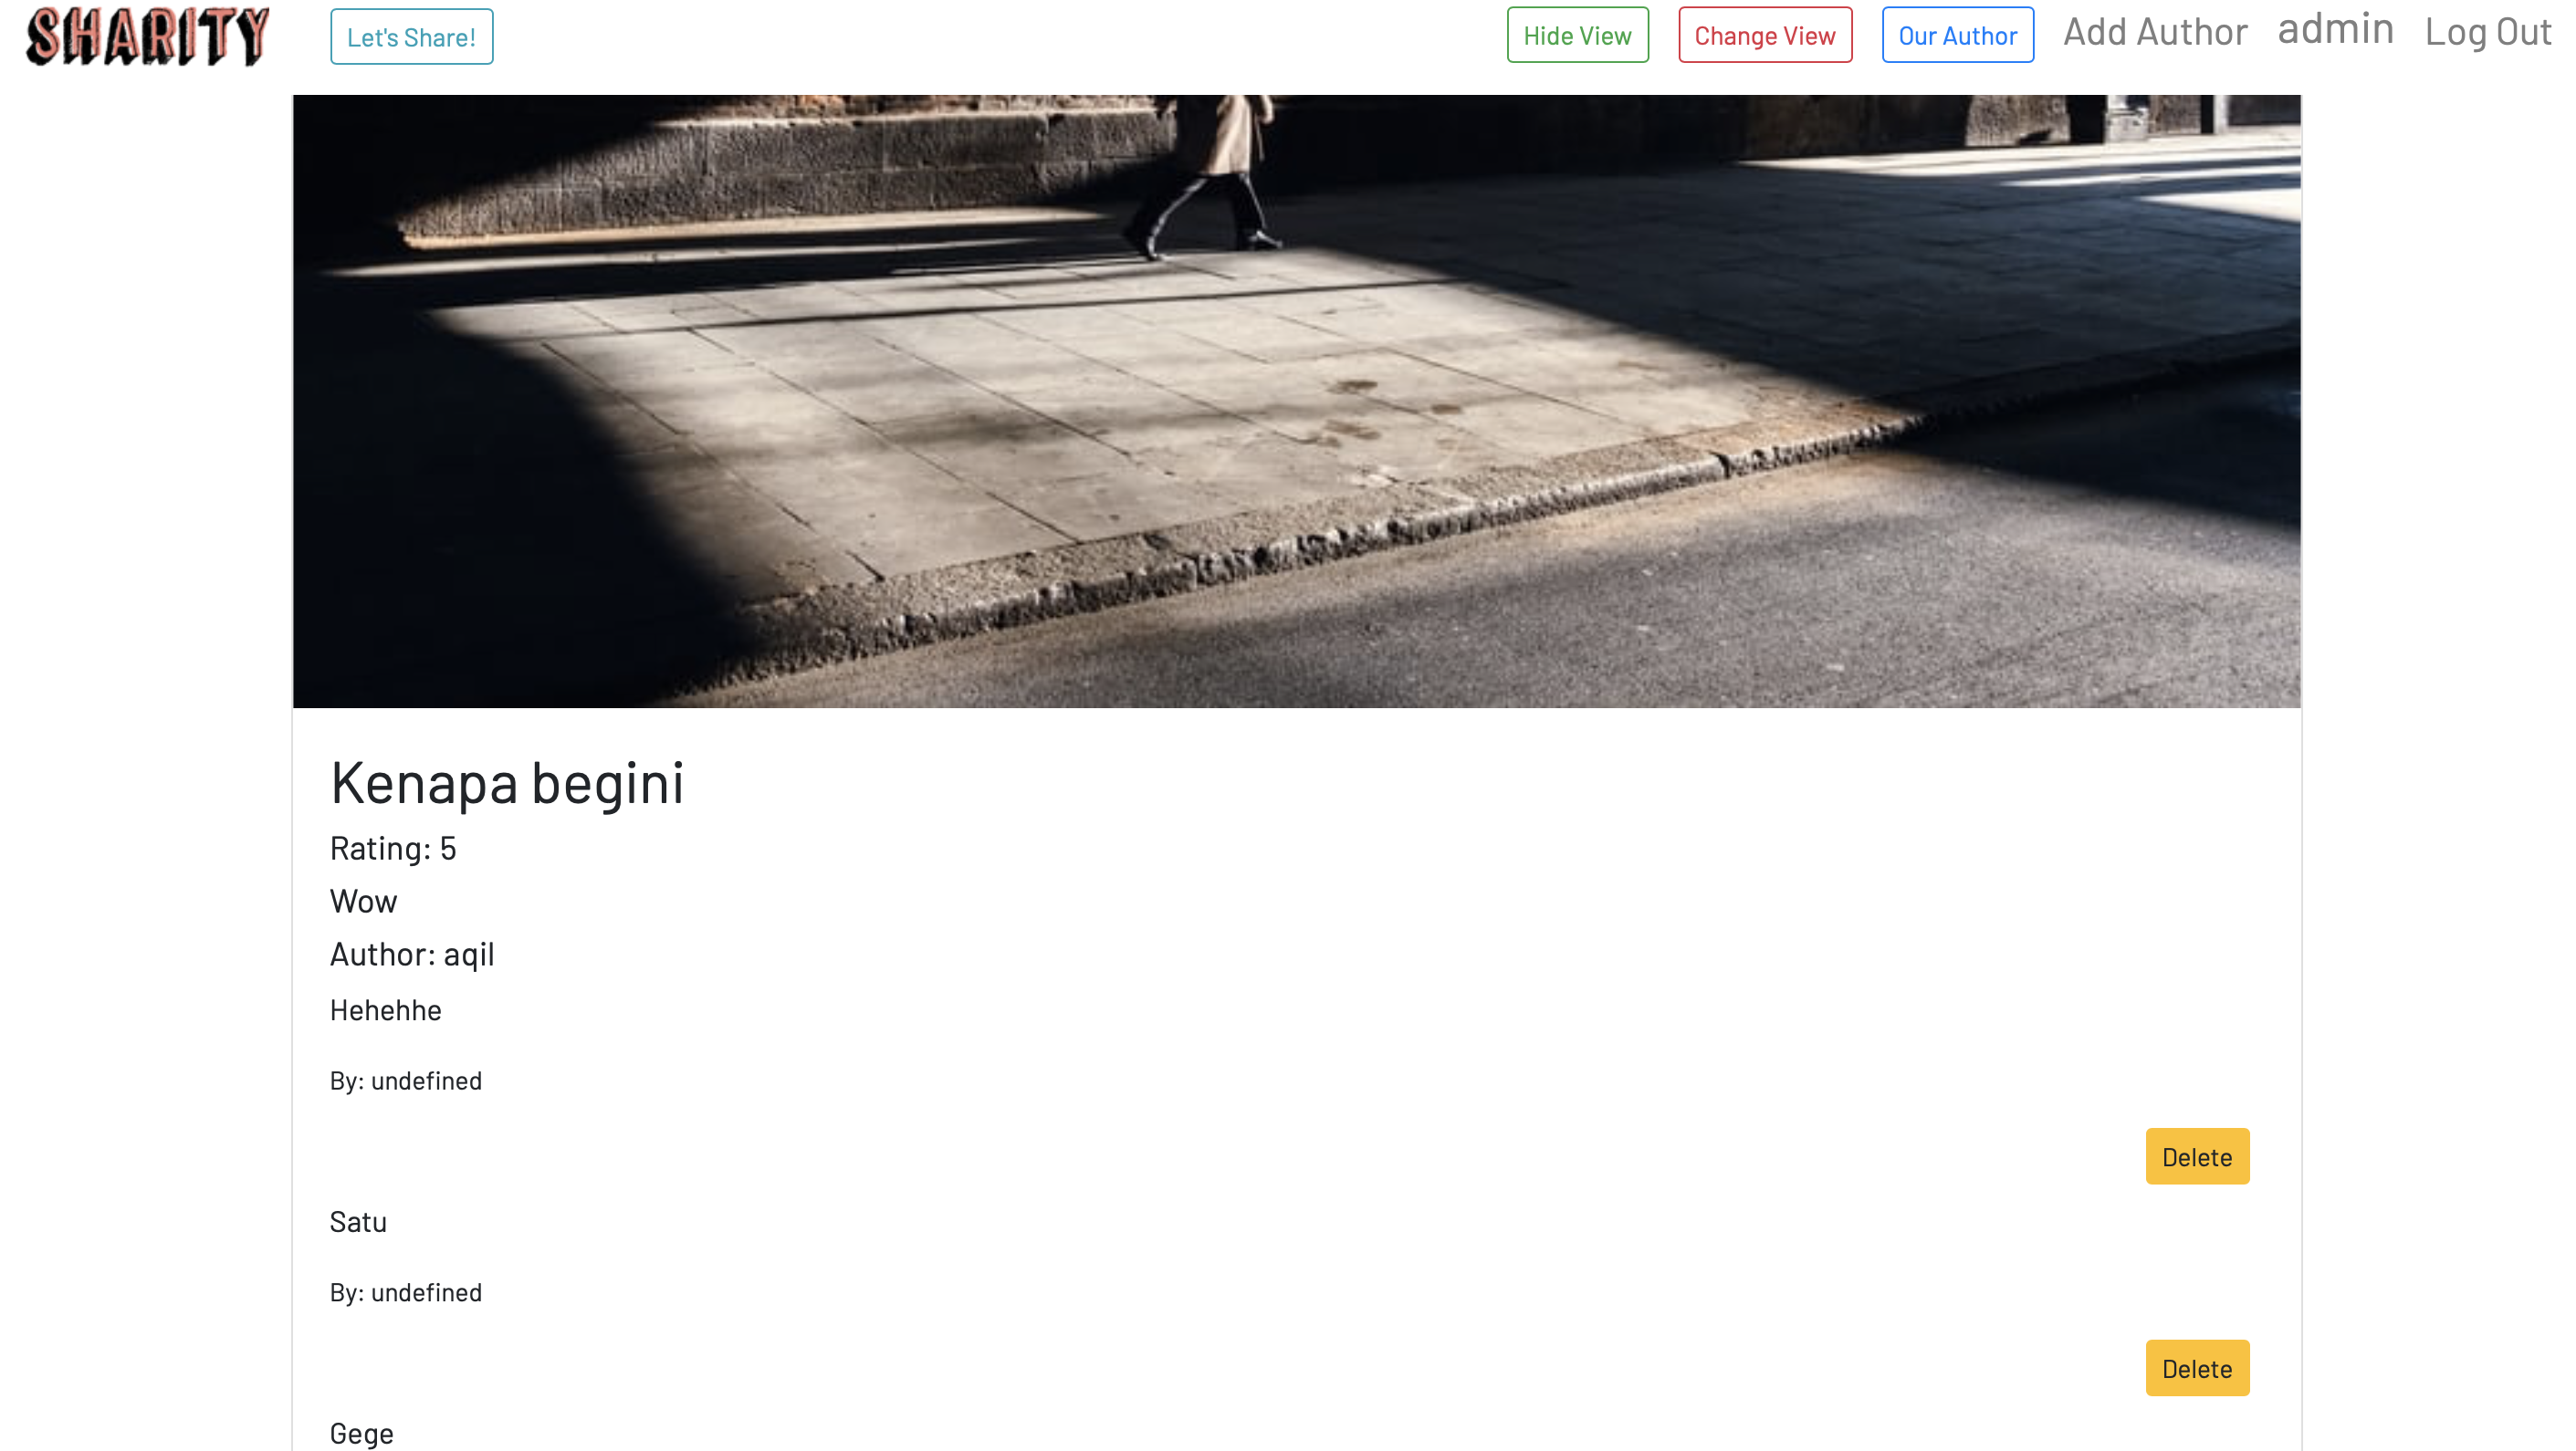 SHARITY
Let's Share!
Hide View
Change View
Our Author
Add Author
admin
Log Out
Kenapa begini
Rating: 5
Wow
Author: aqil
Hehehhe
By: undefined
Delete
Satu
By: undefined
Delete
Gege